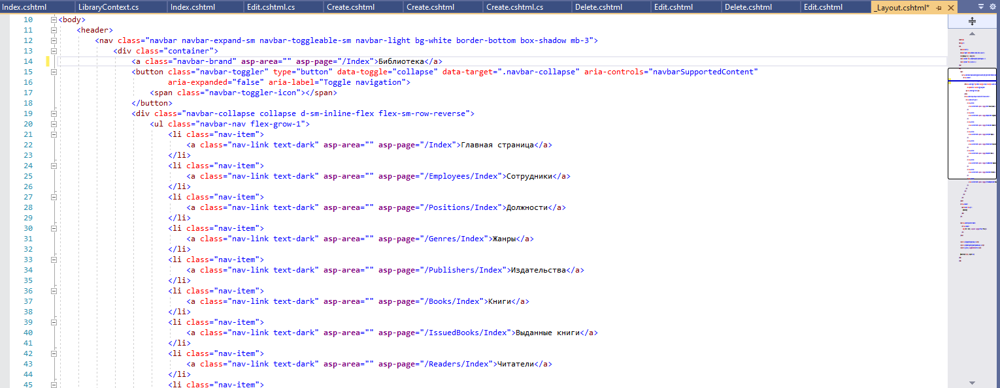 Index.cshtml LibraryContext.cs Index.cshtml Edit.cshtml.cs Create.cshtml Create.cshtml Create.cshtml.cs Delete.cshtml Edit.cshtml Delete.cshtml Edit.cshtml _Layout.cshtml*
10 <body>
11 <header>
12 <nav class="navbar navbar-expand-sm navbar-toggleable-sm navbar-light bg-white border-bottom box-shadow mb-3">
13 <div class="container">
14 <a class="navbar-brand" asp-area="" asp-page="/Index">Библиотека</a>
15 <button class="navbar-toggler" type="button" data-toggle="collapse" data-target=".navbar-collapse" aria-controls="navbarSupportedContent"
16 aria-expanded="false" aria-label="Toggle navigation">
17 <span class="navbar-toggler-icon"></span>
18 </button>
19 <div class="navbar-collapse collapse d-sm-inline-flex flex-sm-row-reverse">
20 <ul class="navbar-nav flex-grow-1">
21 <li class="nav-item">
22 <a class="nav-link text-dark" asp-area="" asp-page="/Index">Главная страница</a>
23 </li>
24 <li class="nav-item">
25 <a class="nav-link text-dark" asp-area="" asp-page="/Employees/Index">Сотрудники</a>
26 </li>
27 <li class="nav-item">
28 <a class="nav-link text-dark" asp-area="" asp-page="/Positions/Index">Должности</a>
29 </li>
30 <li class="nav-item">
31 <a class="nav-link text-dark" asp-area="" asp-page="/Genres/Index">Жанры</a>
32 </li>
33 <li class="nav-item">
34 <a class="nav-link text-dark" asp-area="" asp-page="/Publishers/Index">Издательства</a>
35 </li>
36 <li class="nav-item">
37 <a class="nav-link text-dark" asp-area="" asp-page="/Books/Index">Книги</a>
38 </li>
39 <li class="nav-item">
40 <a class="nav-link text-dark" asp-area="" asp-page="/IssuedBooks/Index">Выданные книги</a>
41 </li>
42 <li class="nav-item">
43 <a class="nav-link text-dark" asp-area="" asp-page="/Readers/Index">Читатели</a>
44 </li>
45 <li class="nav-item">